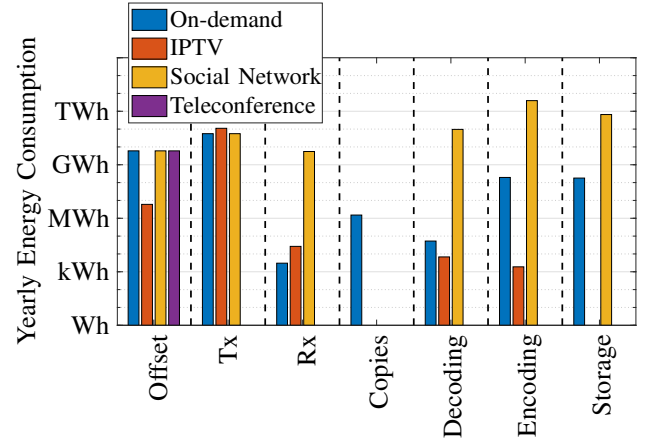 On-demand
IPTV
Social Network
Teleconference
Yearly Energy Consumption
TWh
GWh
MWh
kWh
Wh
Offset
Tx
Rx
Copies
Decoding
Encoding
Storage